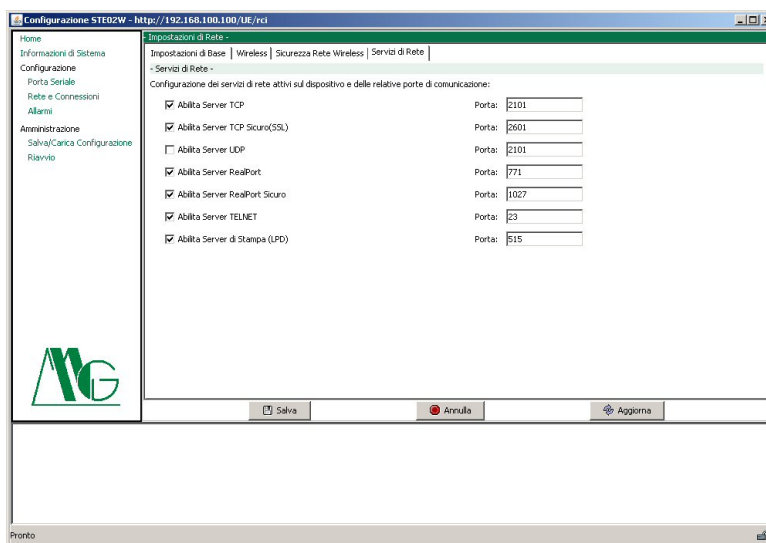 Configurazione STE02W - http://192.168.100.100/UE/rci
Home
Informazioni di Sistema
Configurazione
Porta Seriale
Rete e Connessioni
Allarmi
Amministrazione
Salva/Carica Configurazione
Riavvio
- Impostazioni di Rete -
Impostazioni di Base | Wireless | Sicurezza Rete Wireless | Servizi di Rete
- Servizi di Rete -
Configurazione dei servizi di rete attivi sul dispositivo e delle relative porte di comunicazione:
Abilita Server TCP Porta: 2101
Abilita Server TCP Sicuro(SSL) Porta: 2601
Abilita Server UDP Porta: 2101
Abilita Server RealPort Porta: 771
Abilita Server RealPort Sicuro Porta: 1027
Abilita Server TELNET Porta: 23
Abilita Server di Stampa (LPD) Porta: 515
MG
Salva Annulla Aggiorna
Pronto